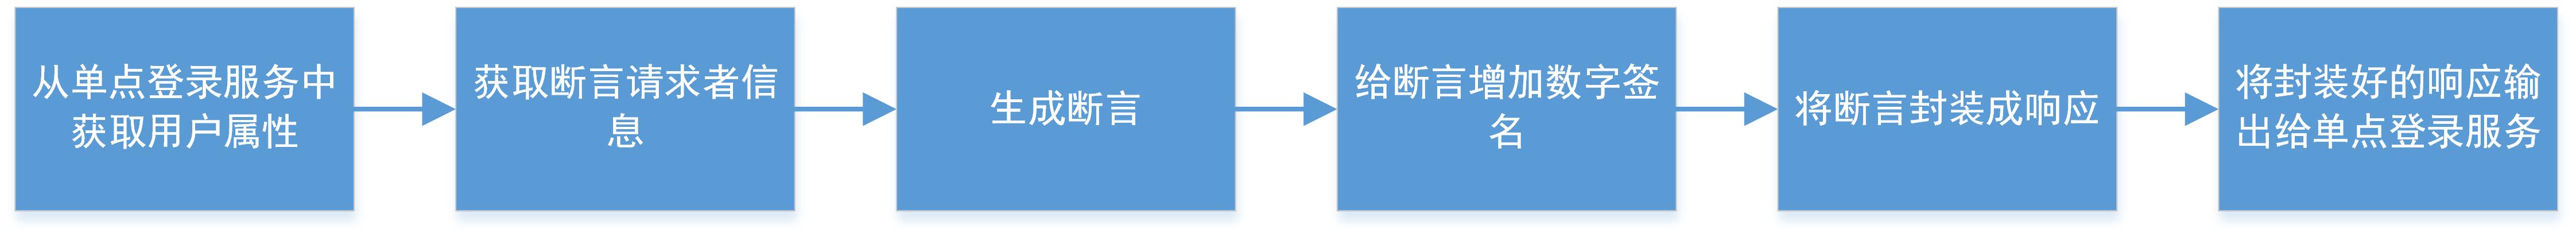 从单点登录服务中
获取用户属性
获取断言请求者信
息
生成断言
给断言增加数字签
名
将断言封装成响应
将封装好的响应输
出给单点登录服务